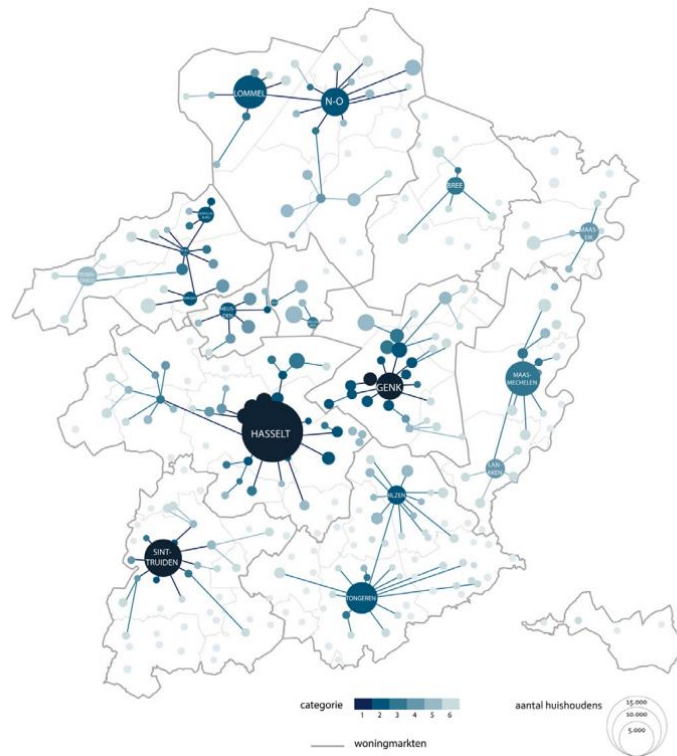 LOMMEL
N-O
BREE
MAAS-
EIK
GENK
MAAS-
MECHELEN
HASSELT
LAN-
AKEN
BILZEN
SINT-
TRUIDEN
TONGEREN
categorie
1 2 3 4 5 6
aantal huishoudens
15.000
10.000
5.000
woningmarkten